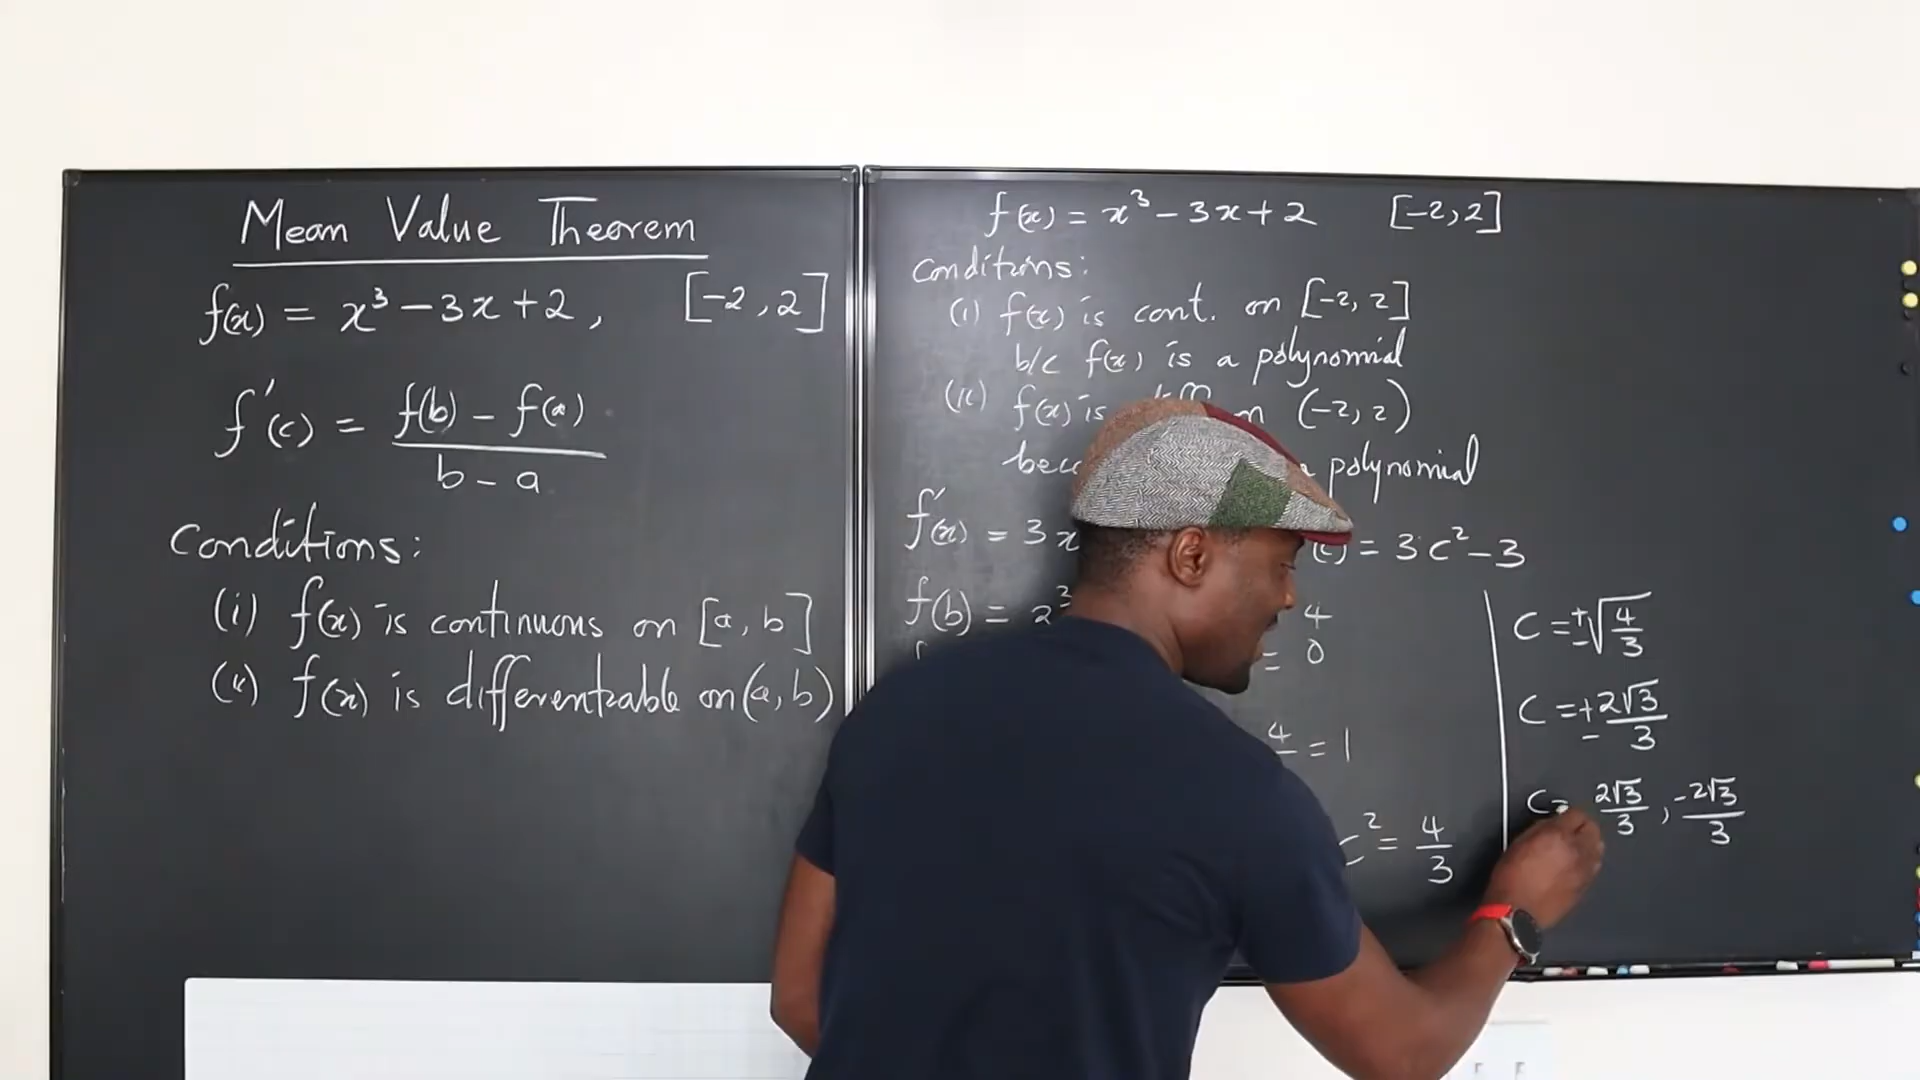 Mean Value Theorem
f(x) = x³ - 3x + 2, [-2, 2]
f'(c) = f(b) - f(a) / b - a
Conditions:
(i) f(x) is continuous on [a, b]
(ii) f(x) is differentiable on (a, b)
f(x) = x³ - 3x + 2 [-2, 2]
Conditions:
(i) f(x) is cont. on [-2, 2]
b/c f(x) is a polynomial
(ii) f(x) is (-2, 2)
polynomial
f'(x) = 3x = 3c² - 3
f(b) = 2³ 4
= 0
4 = 1
c² = 4/3
C = ±√4/3
C = ±2√3/3
C = 2√3/3, -2√3/3